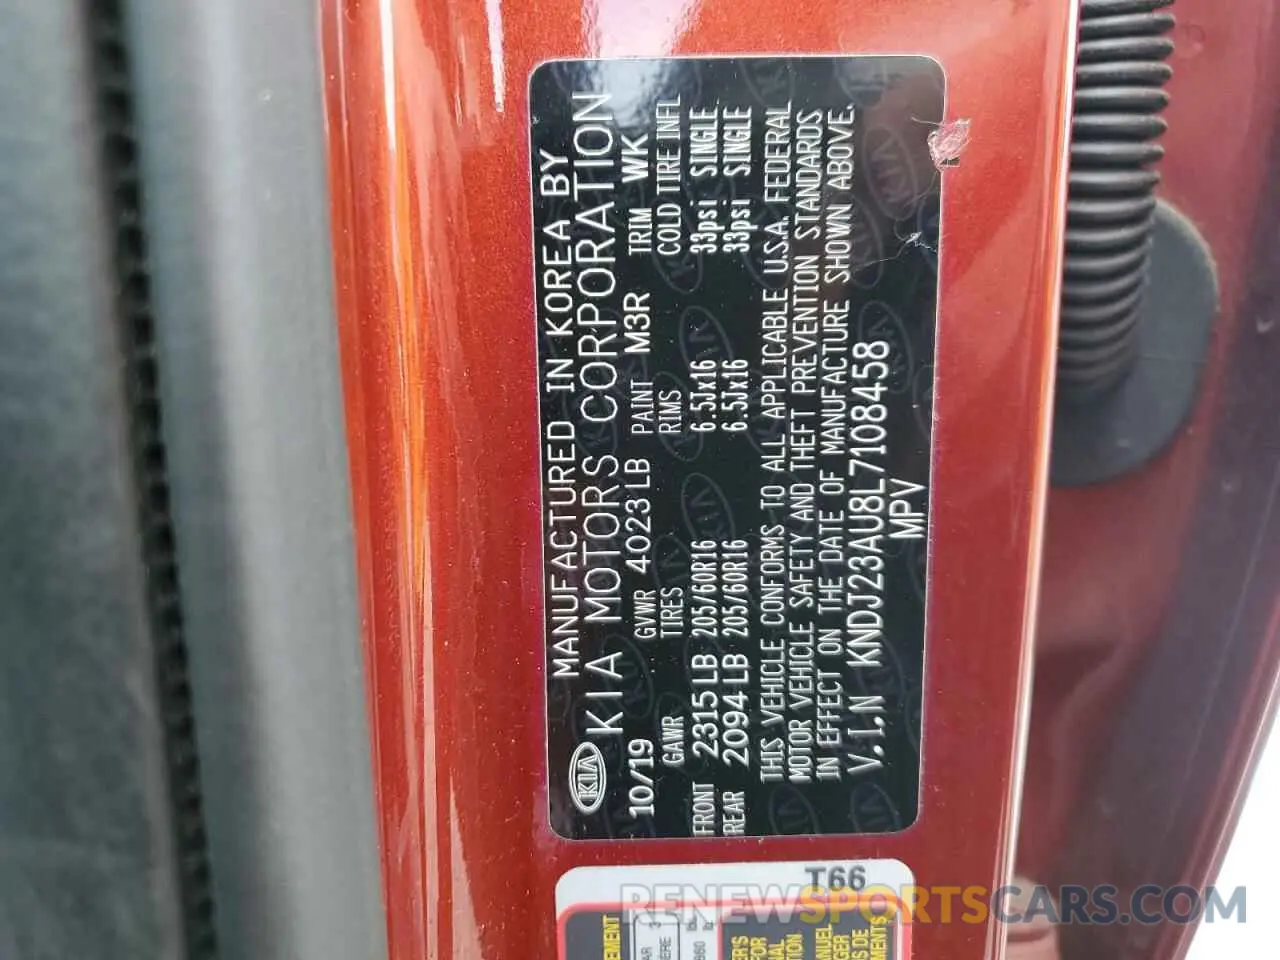 MANUFACTURED IN KOREA BY
KIA KIA MOTORS CORPORATION
10/19 GVWR 4023 LB PAINT M3R TRIM WK
GAWR TIRES RIMS COLD TIRE INFL
FRONT 2315 LB 205/60R16 6.5Jx16 33psi SINGLE
REAR 2094 LB 205/60R16 6.5Jx16 33psi SINGLE
THIS VEHICLE CONFORMS TO ALL APPLICABLE U.S.A. FEDERAL
MOTOR VEHICLE SAFETY AND THEFT PREVENTION STANDARDS
IN EFFECT ON THE DATE OF MANUFACTURE SHOWN ABOVE.
V.I.N KNDJ23AU8L7108458
MPV
T66
RENEWSPORTSCARS.COM